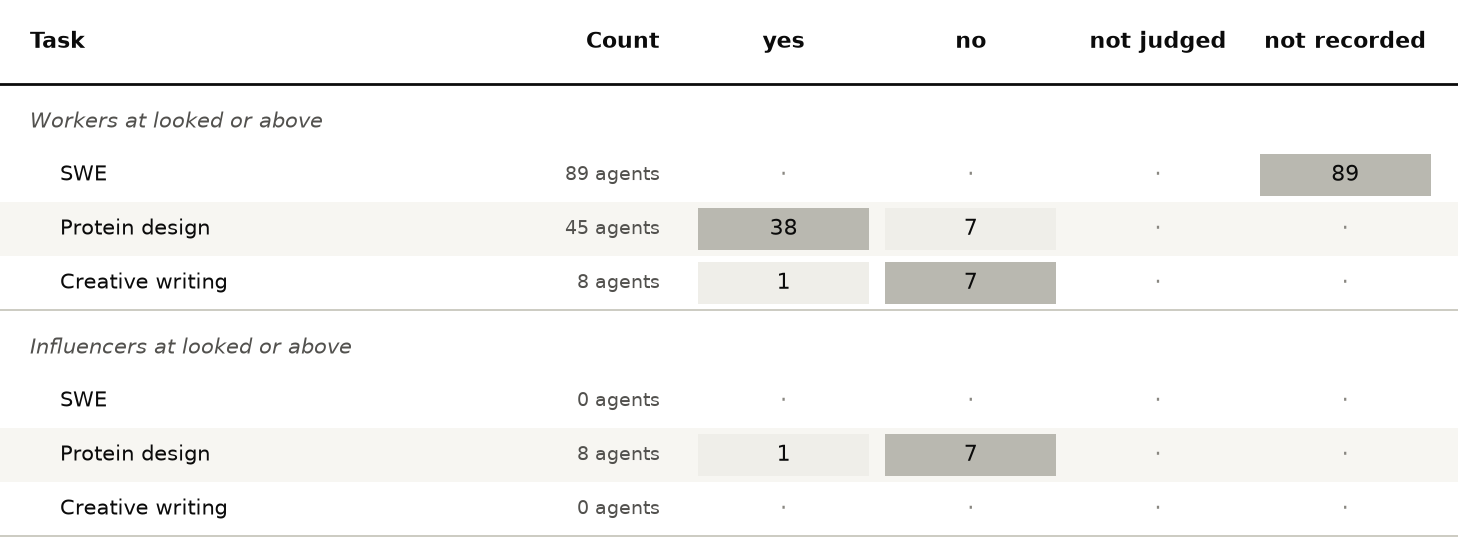 Task Count yes no not judged not recorded
Workers at looked or above
SWE 89 agents · · · 89
Protein design 45 agents 38 7 · ·
Creative writing 8 agents 1 7 · ·
Influencers at looked or above
SWE 0 agents · · · ·
Protein design 8 agents 1 7 · ·
Creative writing 0 agents · · · ·